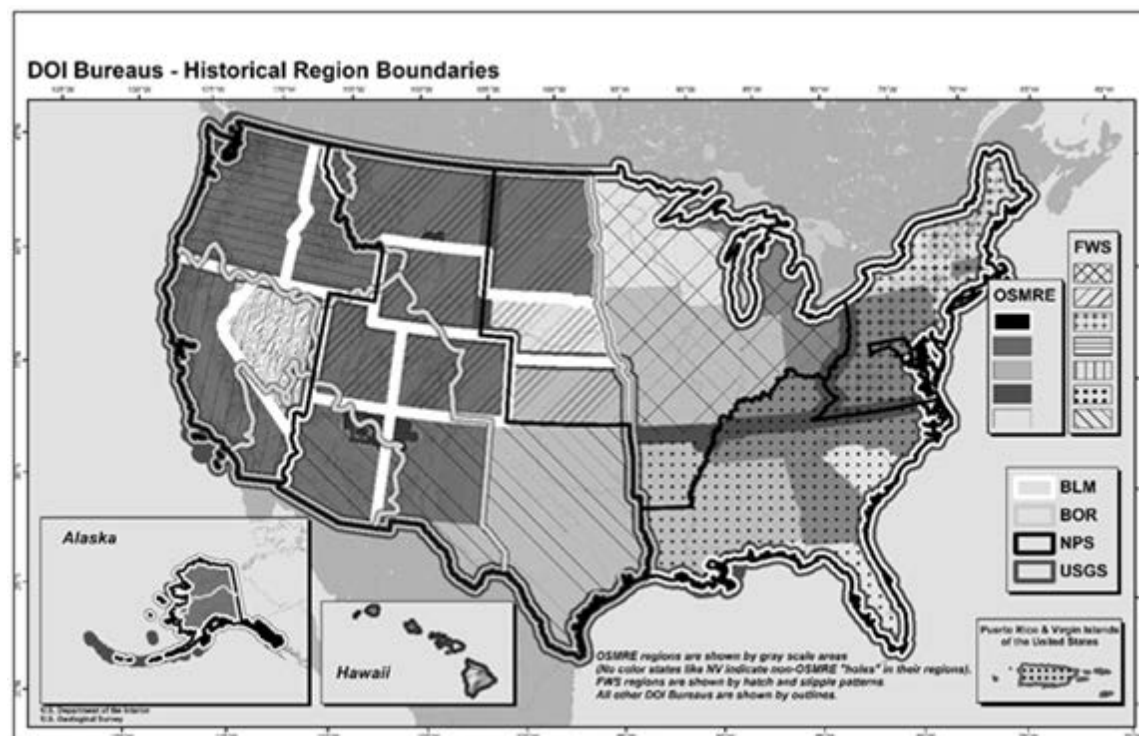 DOI Bureaus - Historical Region Boundaries
FWS
OSMRE
BLM
BOR
NPS
USGS
Alaska
Hawaii
Puerto Rico & Virgin Islands
of the United States
OSMRE regions are shown by gray scale areas
(No color states like NV indicate non-OSMRE "holes" in their regions).
FWS regions are shown by hatch and stipple patterns
All other DOI Bureaus are shown by outlines.
U.S. Department of the Interior
U.S. Geological Survey